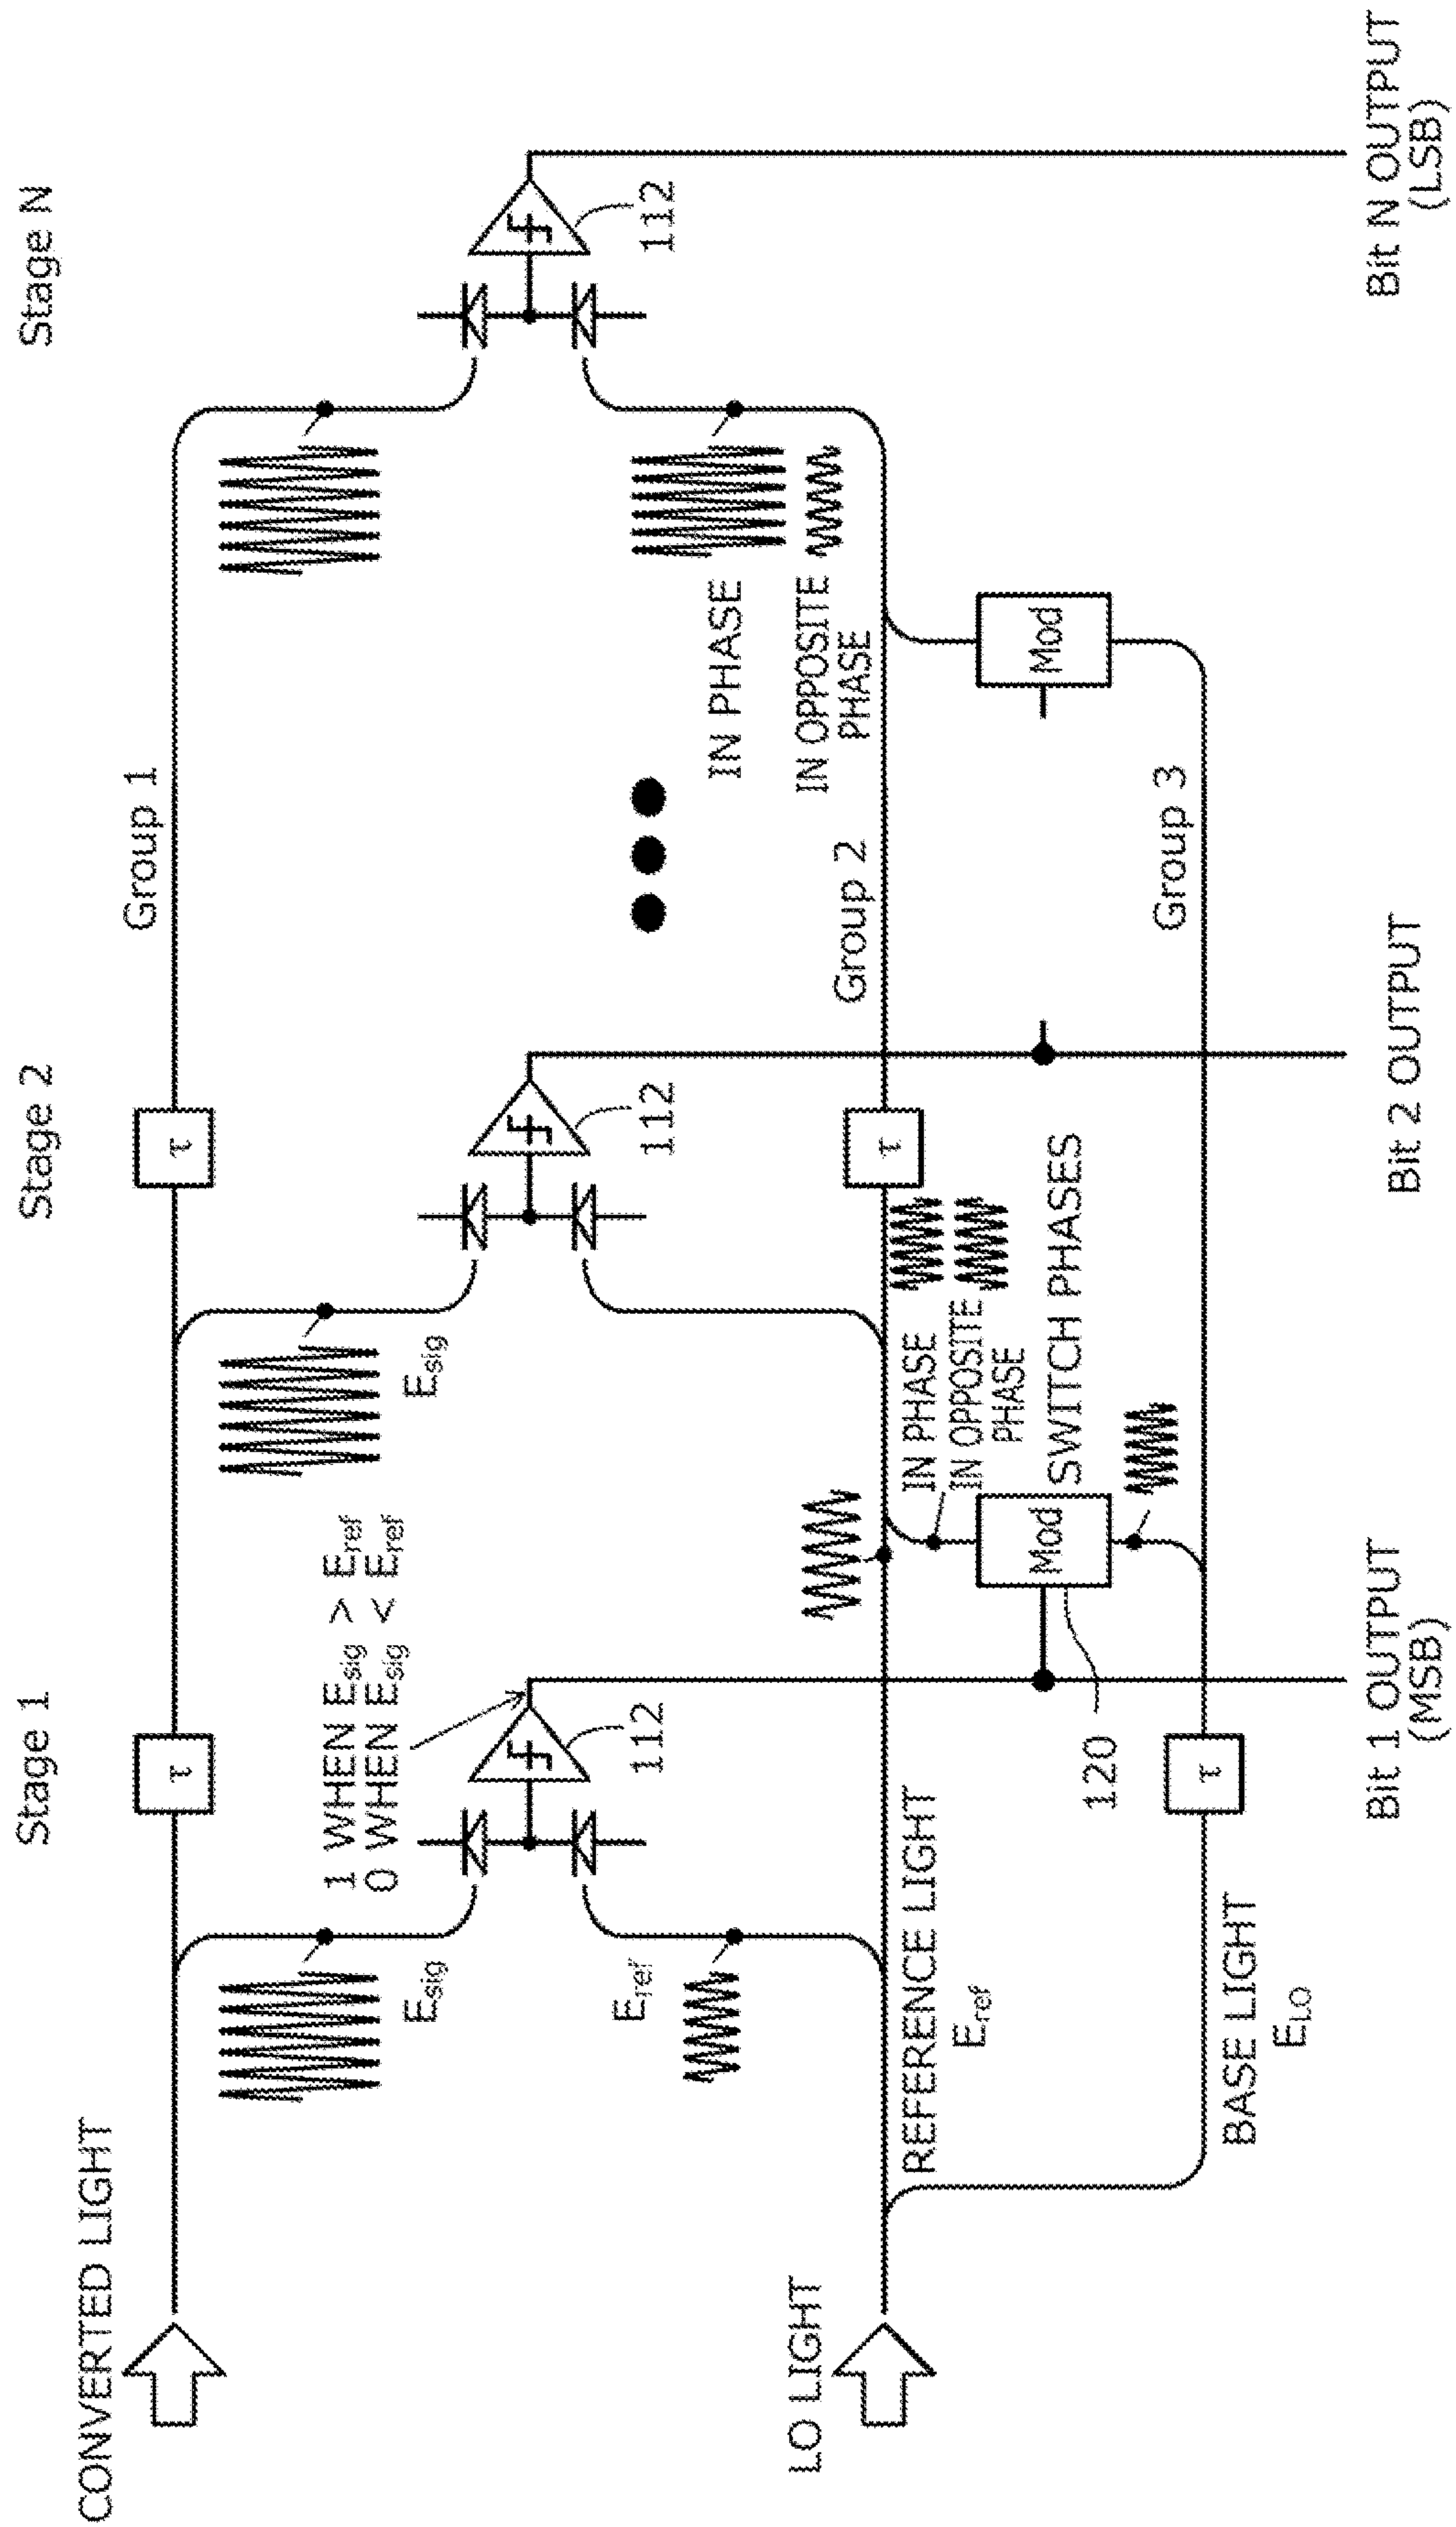 Stage 1
Stage 2
Stage N
CONVERTED LIGHT
τ
τ
Group 1
1 WHEN Esig > Eref
0 WHEN Esig < Eref
Esig
Esig
112
112
112
Eref
IN PHASE
IN OPPOSITE
PHASE
LO LIGHT
REFERENCE LIGHT
Eref
IN PHASE
IN OPPOSITE
PHASE
τ
Group 2
Mod
SWITCH PHASES
Mod
120
BASE LIGHT
ELO
τ
Group 3
Bit 1 OUTPUT
(MSB)
Bit 2 OUTPUT
Bit N OUTPUT
(LSB)